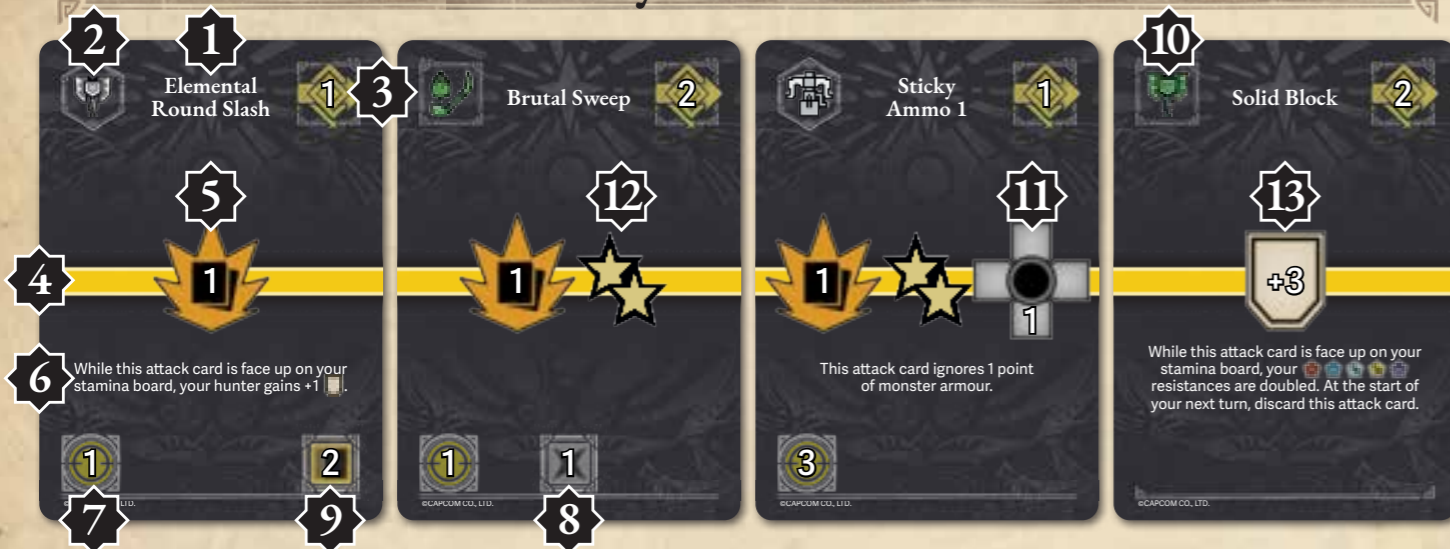 2
1
Elemental
Round Slash
1
5
1
4
6
While this attack card is face up on your
stamina board, your hunter gains +1 .
1
2
©CAPCOM CO., LTD.
7
9
3
Brutal Sweep
2
12
1
1
1
©CAPCOM CO., LTD.
8
Sticky
Ammo 1
1
11
1
1
This attack card ignores 1 point
of monster armour.
3
©CAPCOM CO., LTD.
10
Solid Block
2
13
+3
While this attack card is face up on your
stamina board, your
resistances are doubled. At the start of
your next turn, discard this attack card.
©CAPCOM CO., LTD.